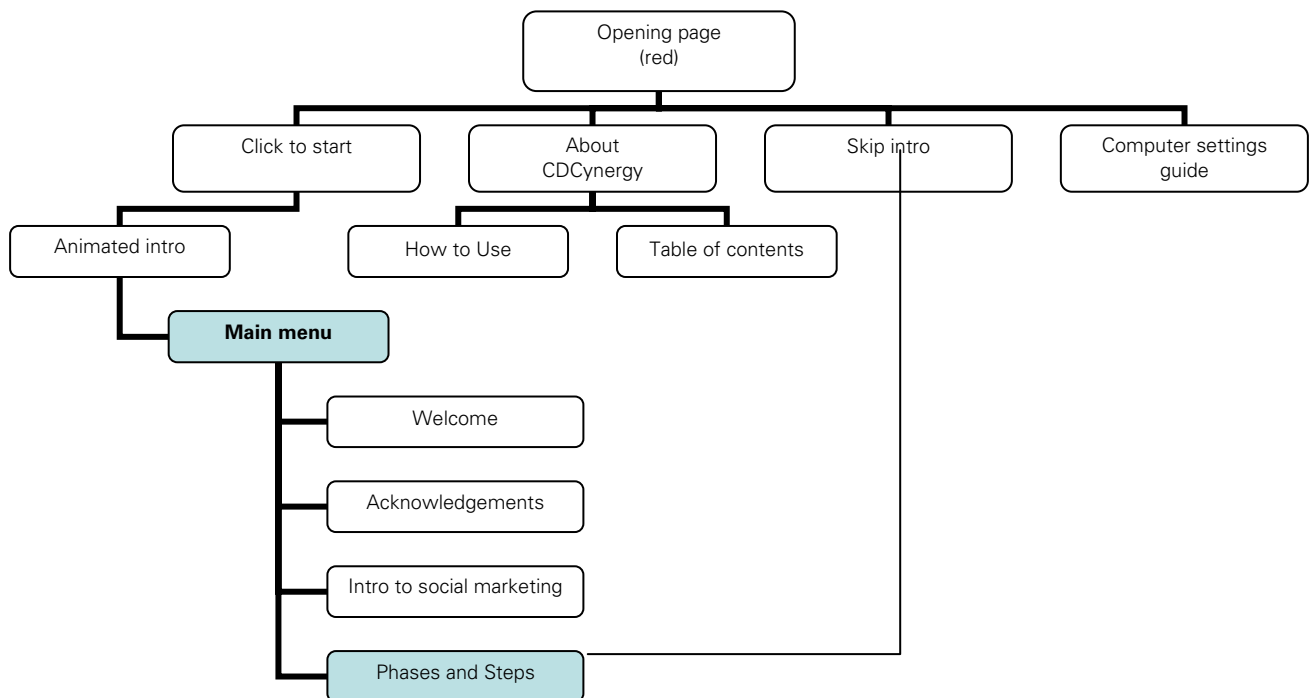 Opening page
(red)
Click to start
About
CDCynergy
Skip intro
Computer settings
guide
Animated intro
How to Use
Table of contents
Main menu
Welcome
Acknowledgements
Intro to social marketing
Phases and Steps